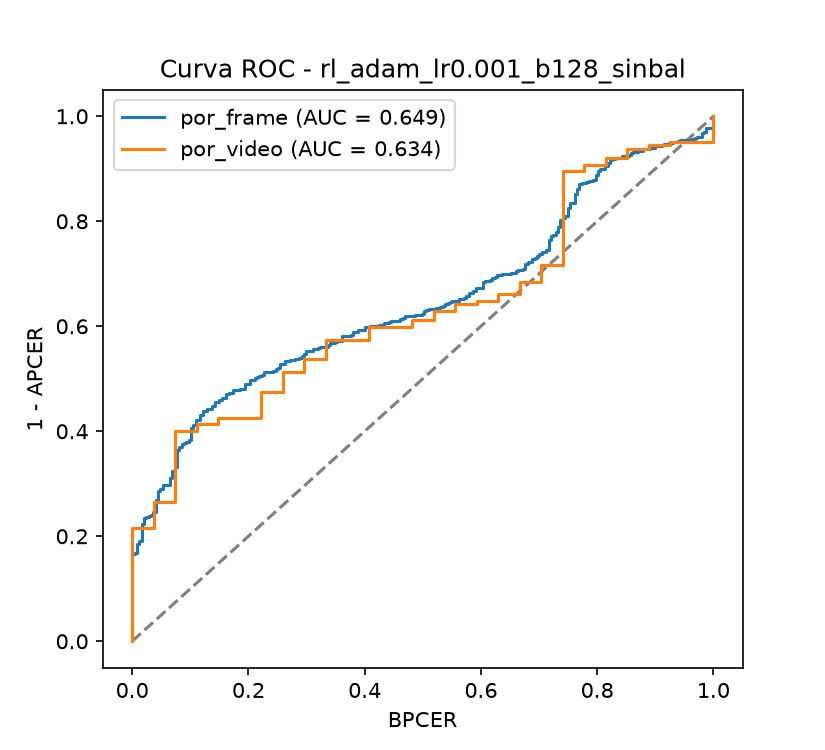 Curva ROC - rl_adam_lr0.001_b128_sinbal
por_frame (AUC = 0.649)
por_video (AUC = 0.634)
1.0
0.8
0.6
0.4
0.2
0.0
1 - APCER
0.0 0.2 0.4 0.6 0.8 1.0
BPCER